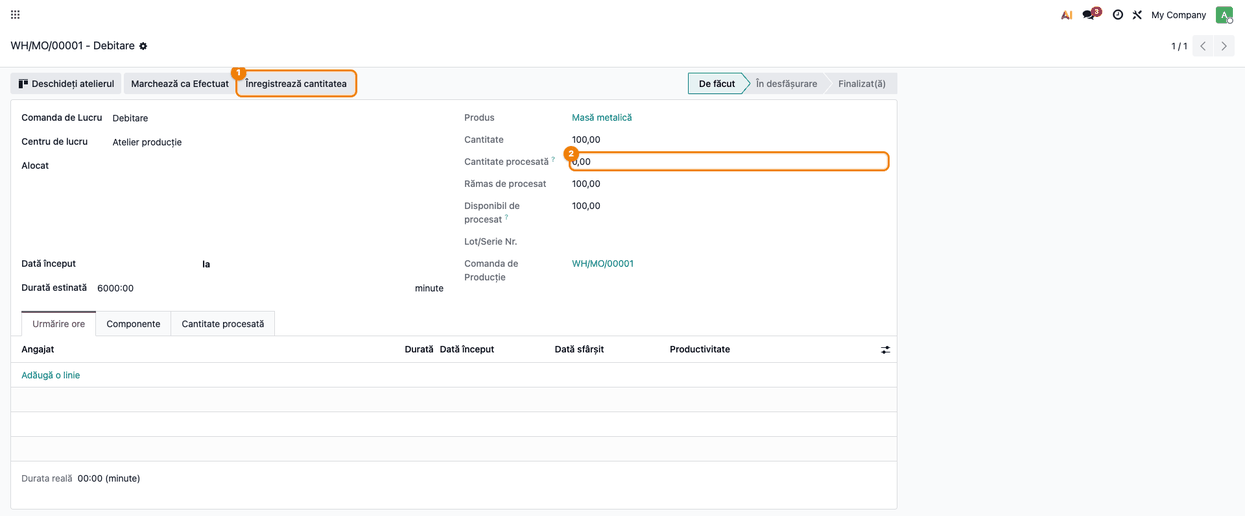 AI 3 My Company A
WH/MO/00001 - Debitare
1 / 1
1
Deschideți atelierul Marchează ca Efectuat Înregistrează cantitatea De făcut În desfășurare Finalizat(ă)
Comanda de Lucru Debitare
Centru de lucru Atelier producție
Alocat
Dată început la
Durată estinată 6000:00 minute
Produs Masă metalică
Cantitate 100,00
2
Cantitate procesată ? 0,00
Rămas de procesat 100,00
Disponibil de 100,00
procesat ?
Lot/Serie Nr.
Comanda de WH/MO/00001
Producție
Urmărire ore Componente Cantitate procesată
Angajat Durată Dată început Dată sfârșit Productivitate
Adăugă o linie
Durata reală 00:00 (minute)